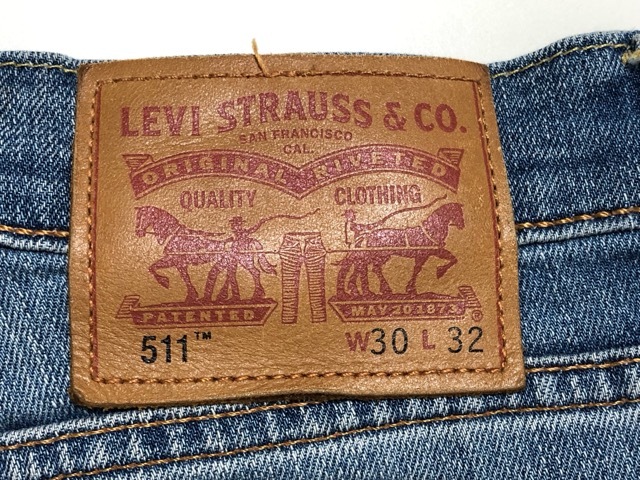 LEVI STRAUSS & CO.
SAN FRANCISCO
CAL.
ORIGINAL RIVETED
QUALITY CLOTHING
PATENTED MAY 20 1873
®
511™ W30 L 32